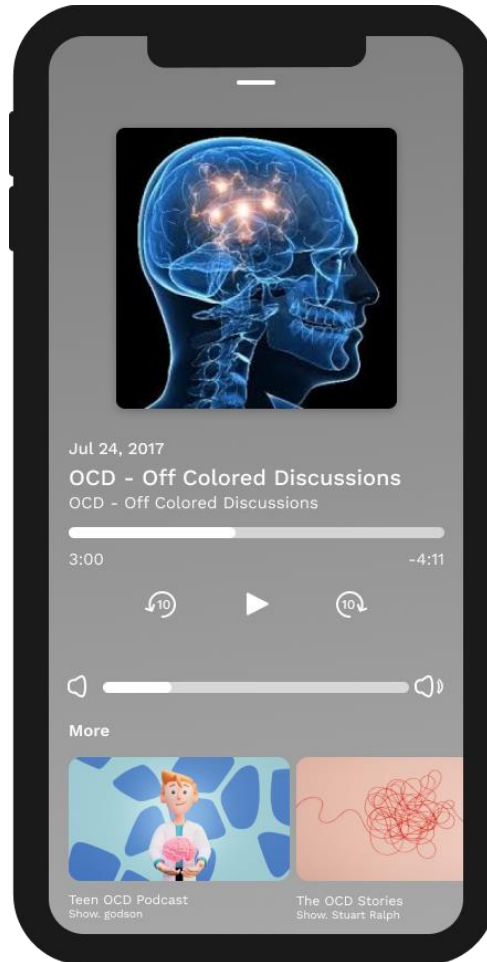 Jul 24, 2017
OCD - Off Colored Discussions
OCD - Off Colored Discussions
3:00 -4:11
10 10
More
Teen OCD Podcast The OCD Stories
Show. godson Show. Stuart Ralph